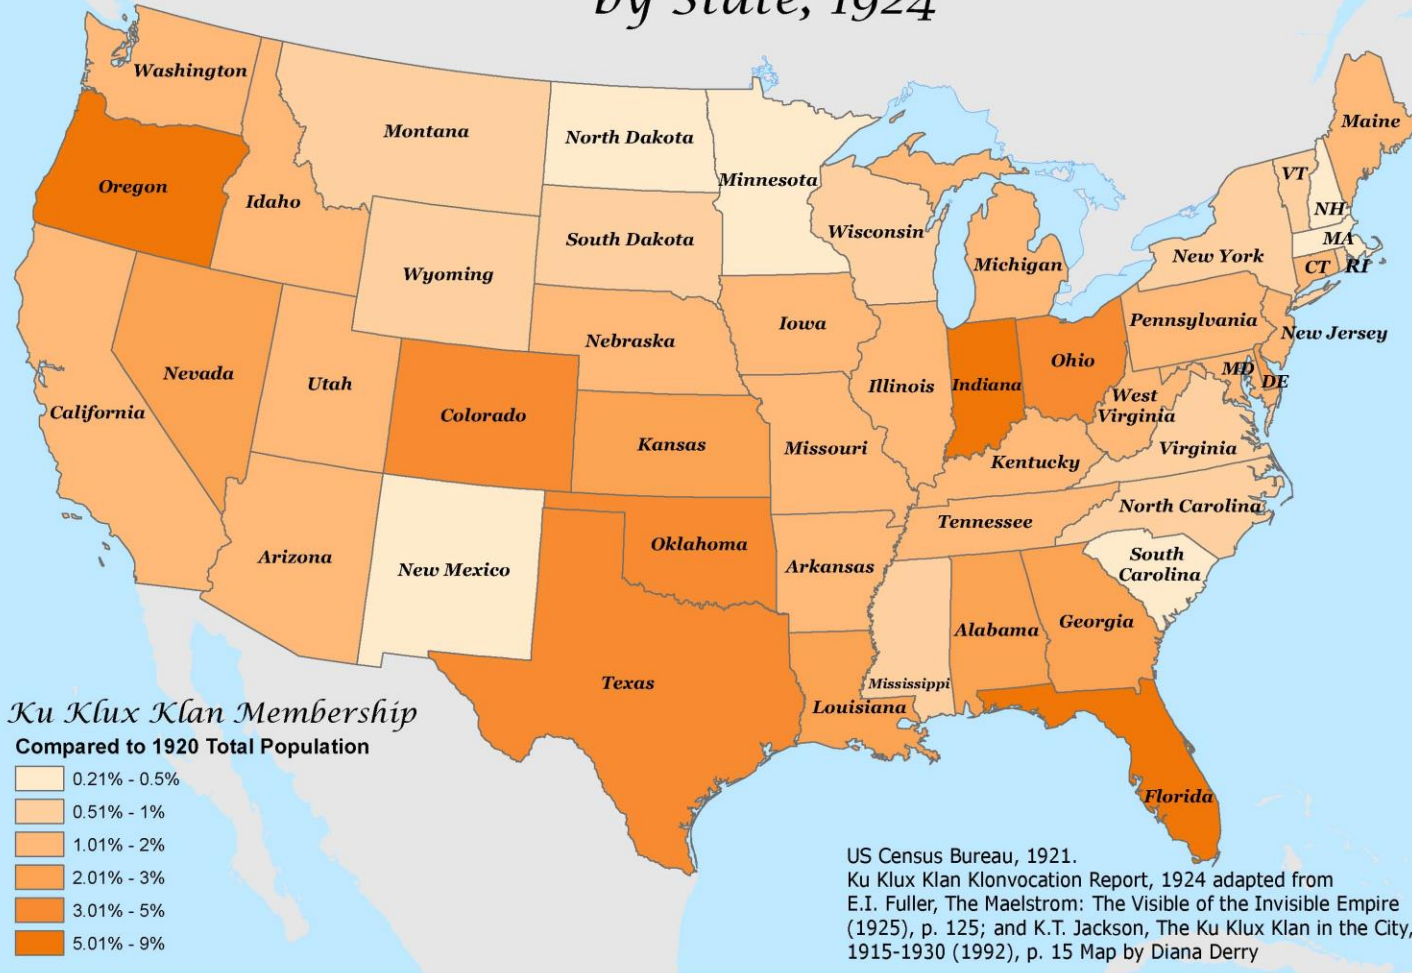 by State, 1924
Washington
Montana
North Dakota
Minnesota
Maine
Oregon
Idaho
VT
NH
South Dakota
Wisconsin
MA
New York
CT
RI
Wyoming
Michigan
Iowa
Pennsylvania
New Jersey
Nebraska
Nevada
Utah
Illinois
Indiana
Ohio
MD
DE
West
Virginia
California
Colorado
Kansas
Missouri
Kentucky
Virginia
North Carolina
Tennessee
Arizona
New Mexico
Oklahoma
Arkansas
South
Carolina
Alabama
Georgia
Texas
Mississippi
Louisiana
Florida
Ku Klux Klan Membership
Compared to 1920 Total Population
0.21% - 0.5%
0.51% - 1%
1.01% - 2%
2.01% - 3%
3.01% - 5%
5.01% - 9%
US Census Bureau, 1921.
Ku Klux Klan Klonvocation Report, 1924 adapted from
E.I. Fuller, The Maelstrom: The Visible of the Invisible Empire
(1925), p. 125; and K.T. Jackson, The Ku Klux Klan in the City,
1915-1930 (1992), p. 15 Map by Diana Derry